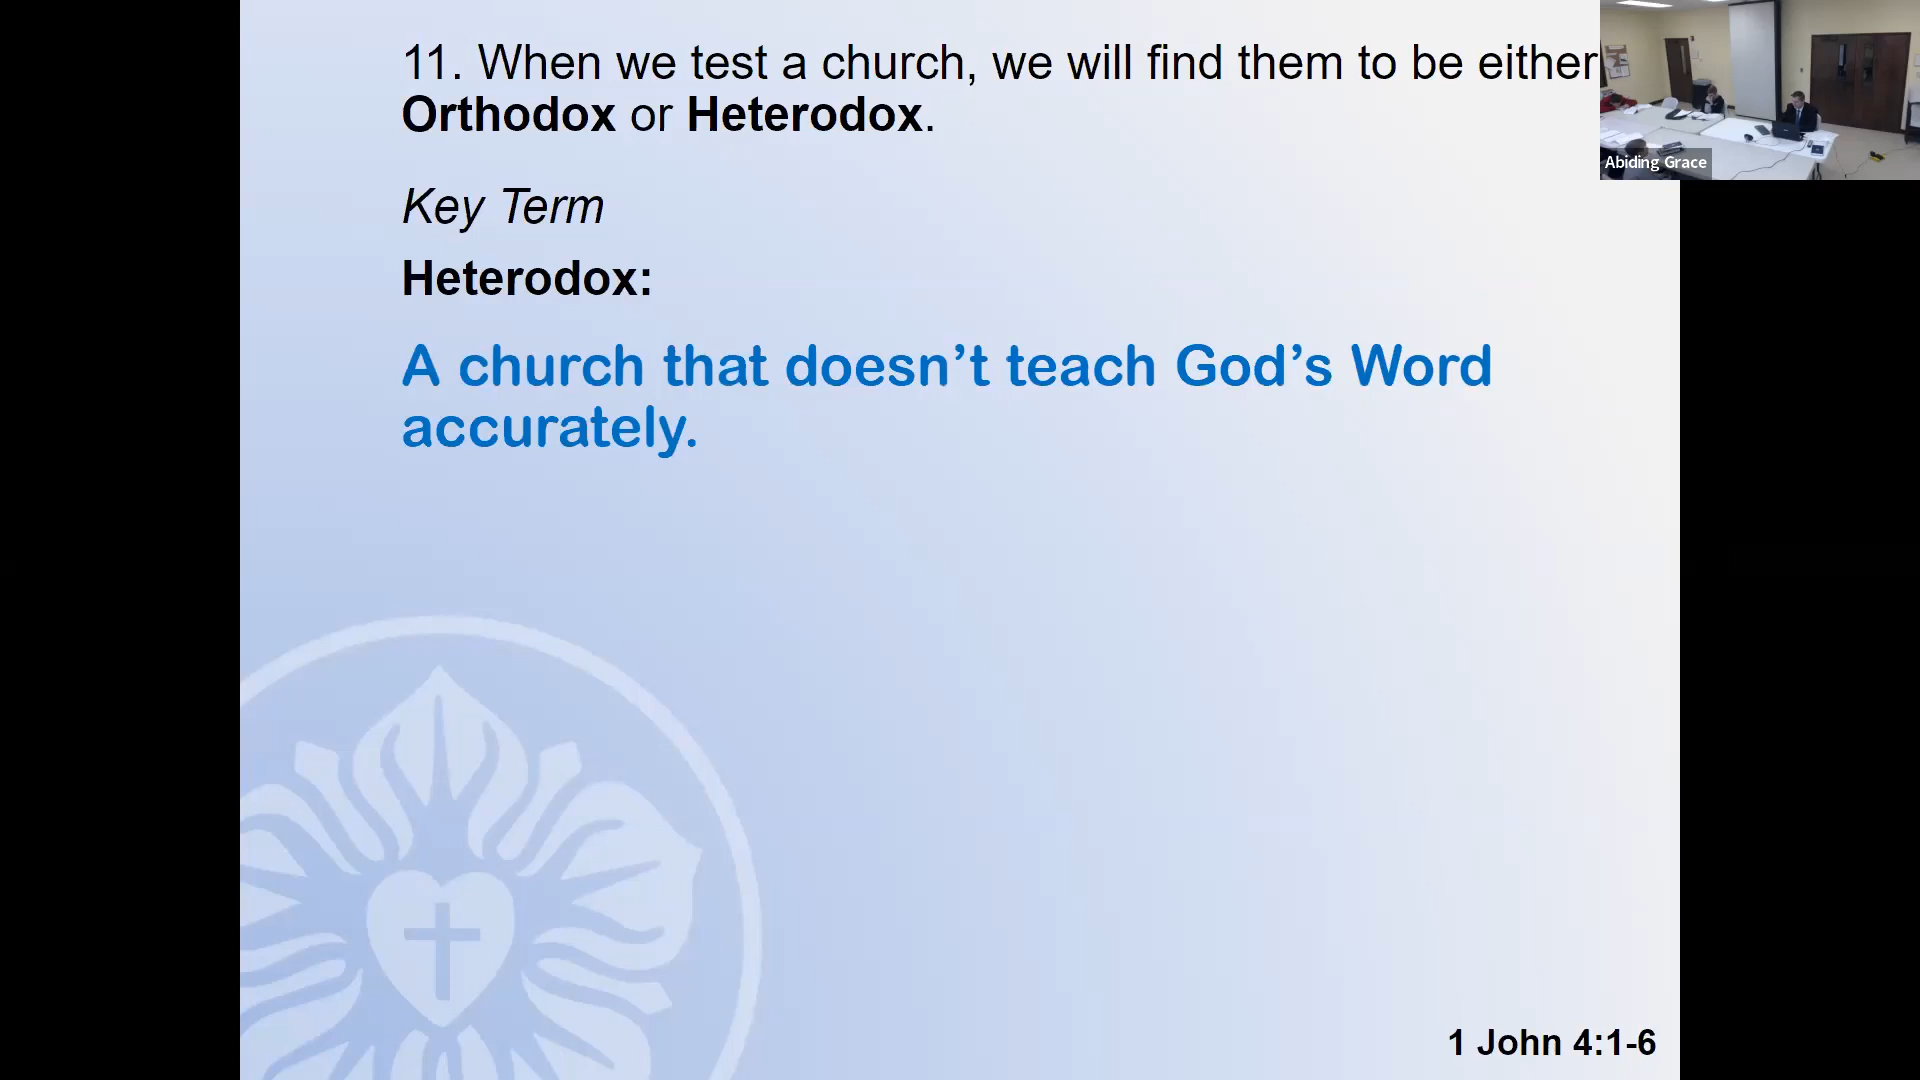 11. When we test a church, we will find them to be either
Orthodox or Heterodox.
Key Term
Heterodox:
A church that doesn’t teach God’s Word
accurately.
1 John 4:1-6
Abiding Grace